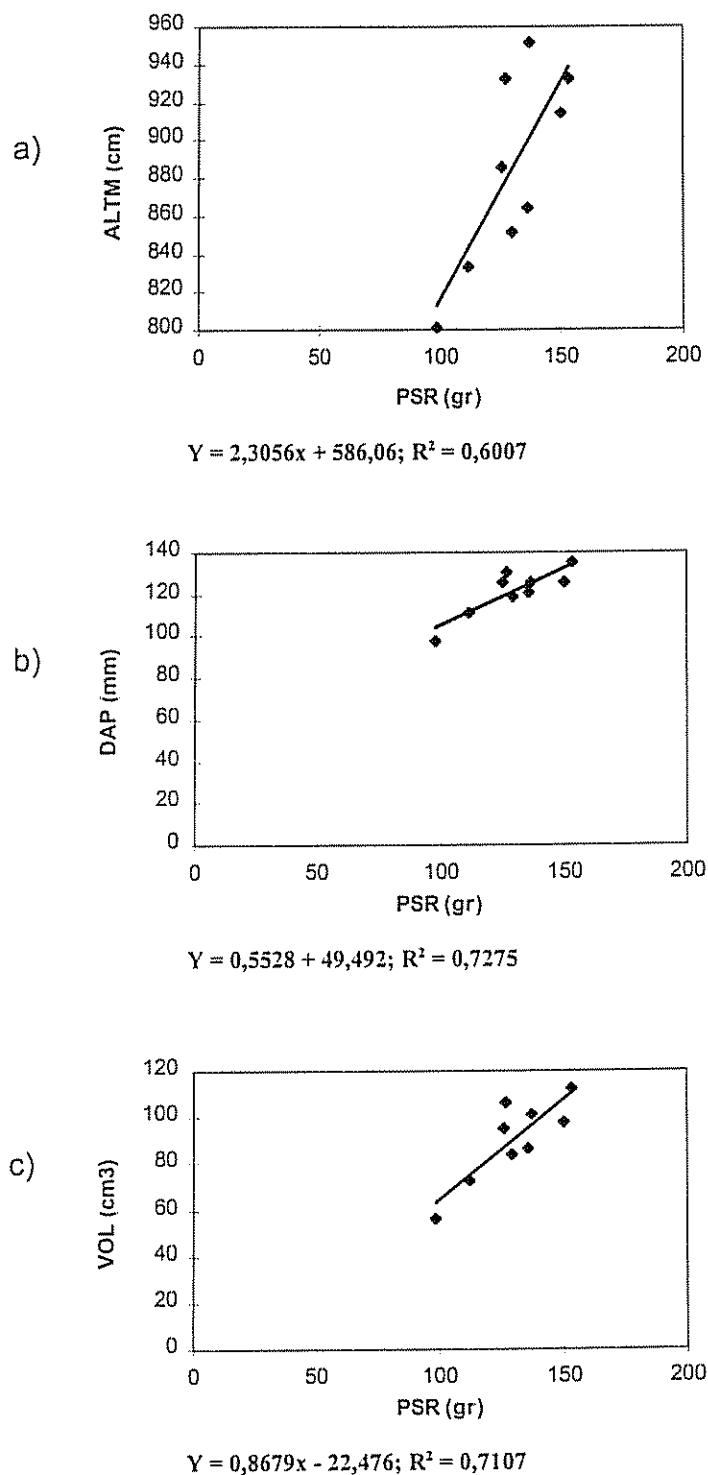 a)
ALTM (cm)
960
940
920
900
880
860
840
820
800
0 50 100 150 200
PSR (gr)
Y = 2,3056x + 586,06; R² = 0,6007
b)
DAP (mm)
140
120
100
80
60
40
20
0
0 50 100 150 200
PSR (gr)
Y = 0,5528 + 49,492; R² = 0,7275
c)
VOL (cm3)
120
100
80
60
40
20
0
0 50 100 150 200
PSR (gr)
Y = 0,8679x - 22,476; R² = 0,7107